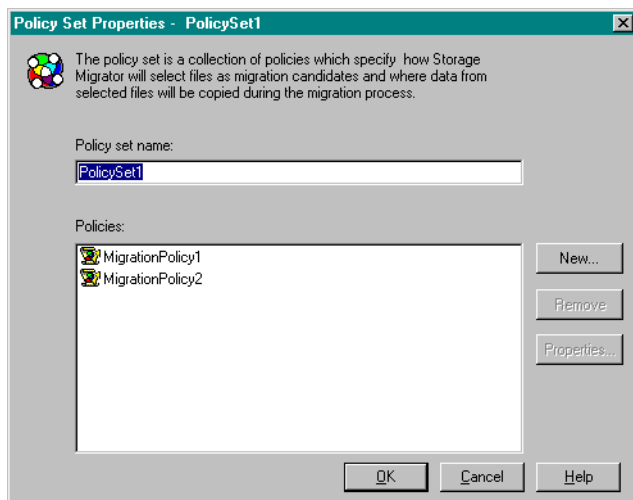 Policy Set Properties - PolicySet1
The policy set is a collection of policies which specify how Storage
Migrator will select files as migration candidates and where data from
selected files will be copied during the migration process.
Policy set name:
PolicySet1
Policies:
MigrationPolicy1
MigrationPolicy2
New...
Remove
Properties...
OK
Cancel
Help